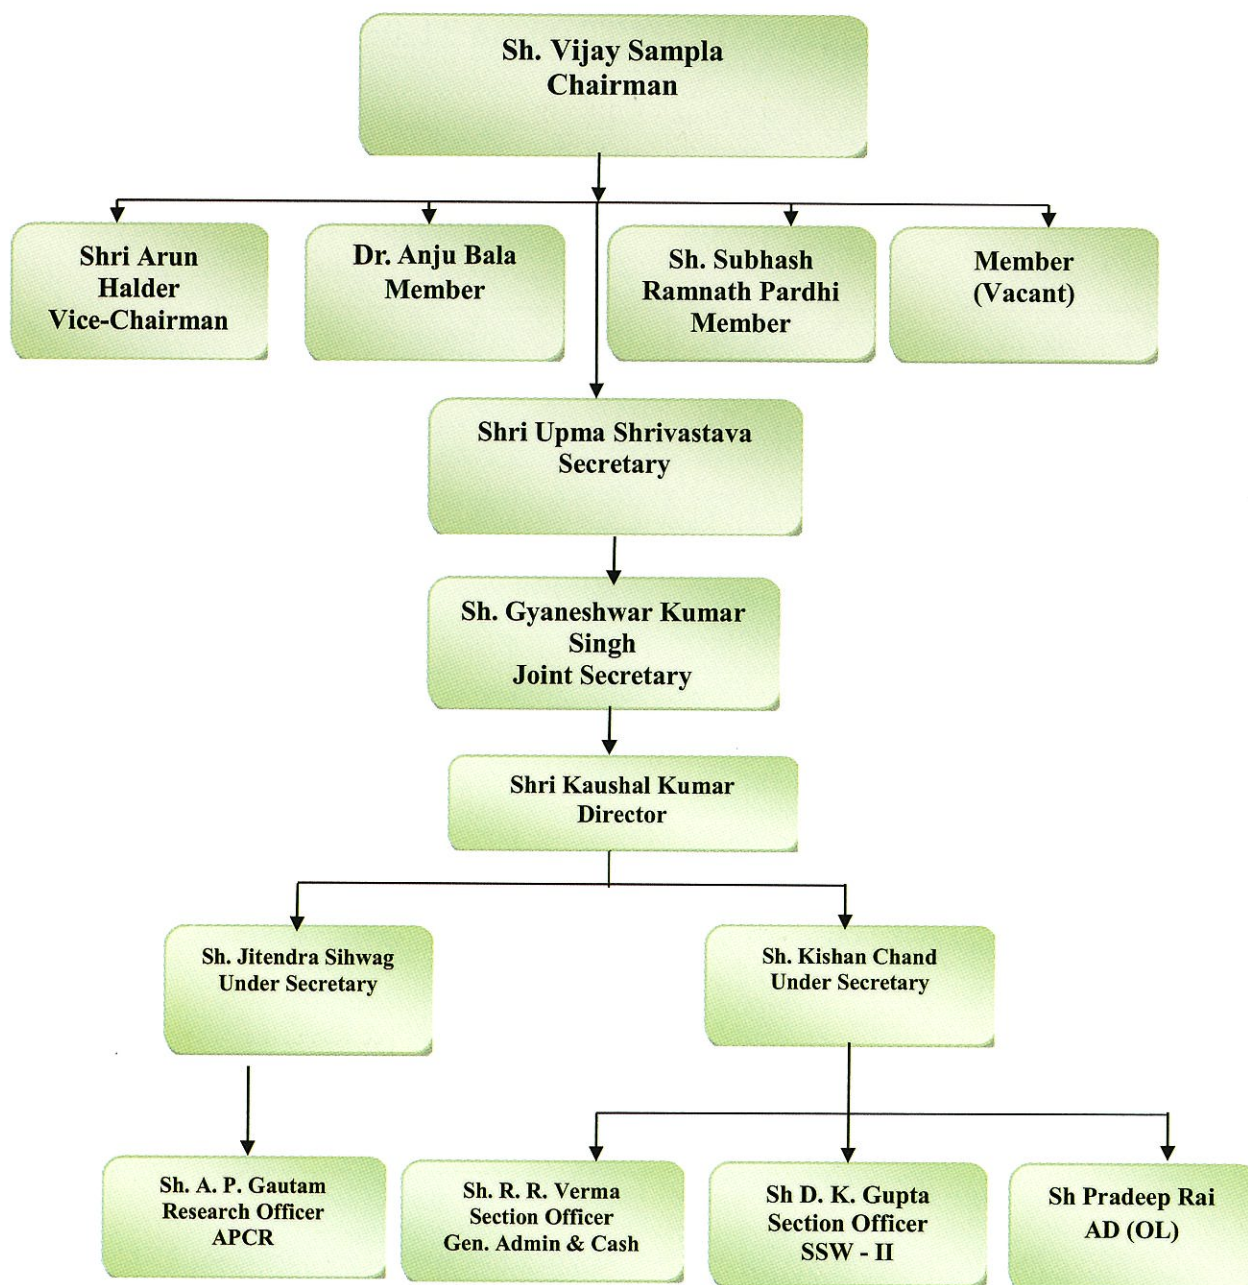 Sh. Vijay Sampla
Chairman
Shri Arun
Halder
Vice-Chairman
Dr. Anju Bala
Member
Sh. Subhash
Ramnath Pardhi
Member
Member
(Vacant)
Shri Upma Shrivastava
Secretary
Sh. Gyaneshwar Kumar
Singh
Joint Secretary
Shri Kaushal Kumar
Director
Sh. Jitendra Sihwag
Under Secretary
Sh. Kishan Chand
Under Secretary
Sh. A. P. Gautam
Research Officer
APCR
Sh. R. R. Verma
Section Officer
Gen. Admin & Cash
Sh D. K. Gupta
Section Officer
SSW - II
Sh Pradeep Rai
AD (OL)